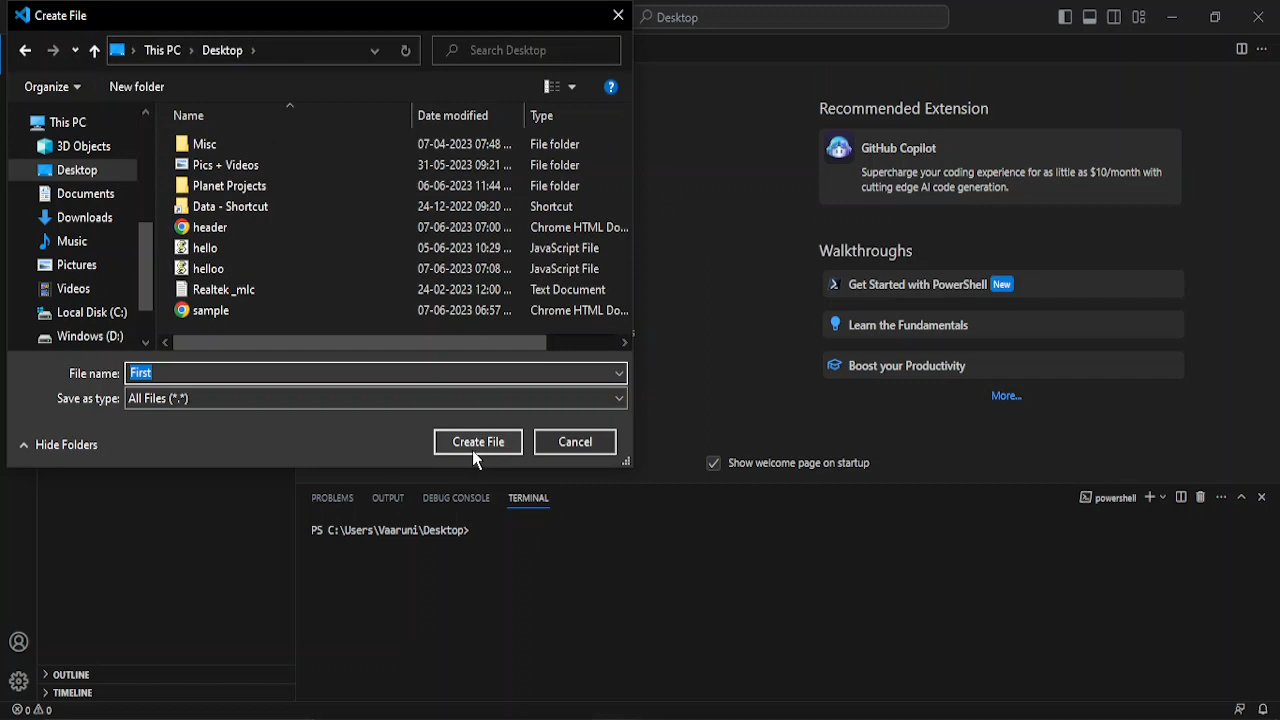 Create File
Desktop
This PC
Desktop
Search Desktop
Organize
New folder
Name
Date modified
Type
This PC
3D Objects
Desktop
Documents
Downloads
Music
Pictures
Videos
Local Disk (C:)
Windows (D:)
Misc 07-04-2023 07:48 ... File folder
Pics + Videos 31-05-2023 09:21 ... File folder
Planet Projects 06-06-2023 11:44 ... File folder
Data - Shortcut 24-12-2022 09:20 ... Shortcut
header 07-06-2023 07:00 ... Chrome HTML Do...
hello 05-06-2023 10:29 ... JavaScript File
helloo 07-06-2023 07:08 ... JavaScript File
Realtek_mlc 24-02-2023 12:00 ... Text Document
sample 07-06-2023 06:57 ... Chrome HTML Do...
File name: First
Save as type: All Files (*.*)
Hide Folders
Create File
Cancel
Recommended Extension
GitHub Copilot
Supercharge your coding experience for as little as $10/month with
cutting edge AI code generation.
Walkthroughs
Get Started with PowerShell New
Learn the Fundamentals
Boost your Productivity
More...
Show welcome page on startup
PROBLEMS OUTPUT DEBUG CONSOLE TERMINAL
powershell
PS C:\Users\Vaaruni\Desktop>
OUTLINE
TIMELINE
0 0